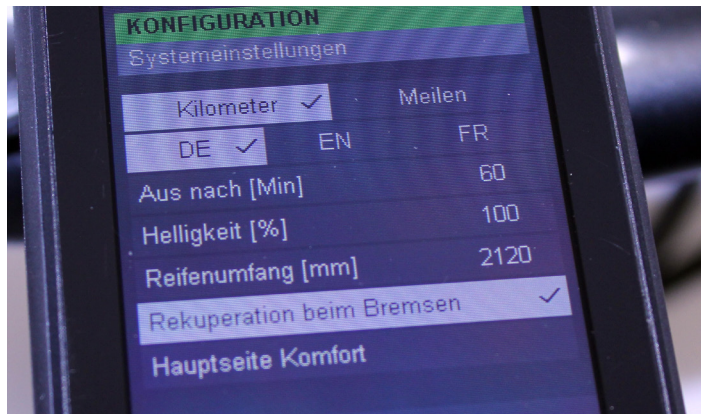 KONFIGURATION
Systemeinstellungen
Kilometer ✓ Meilen
DE ✓ EN FR
Aus nach [Min] 60
Helligkeit [%] 100
Reifenumfang [mm] 2120
Rekuperation beim Bremsen ✓
Hauptseite Komfort